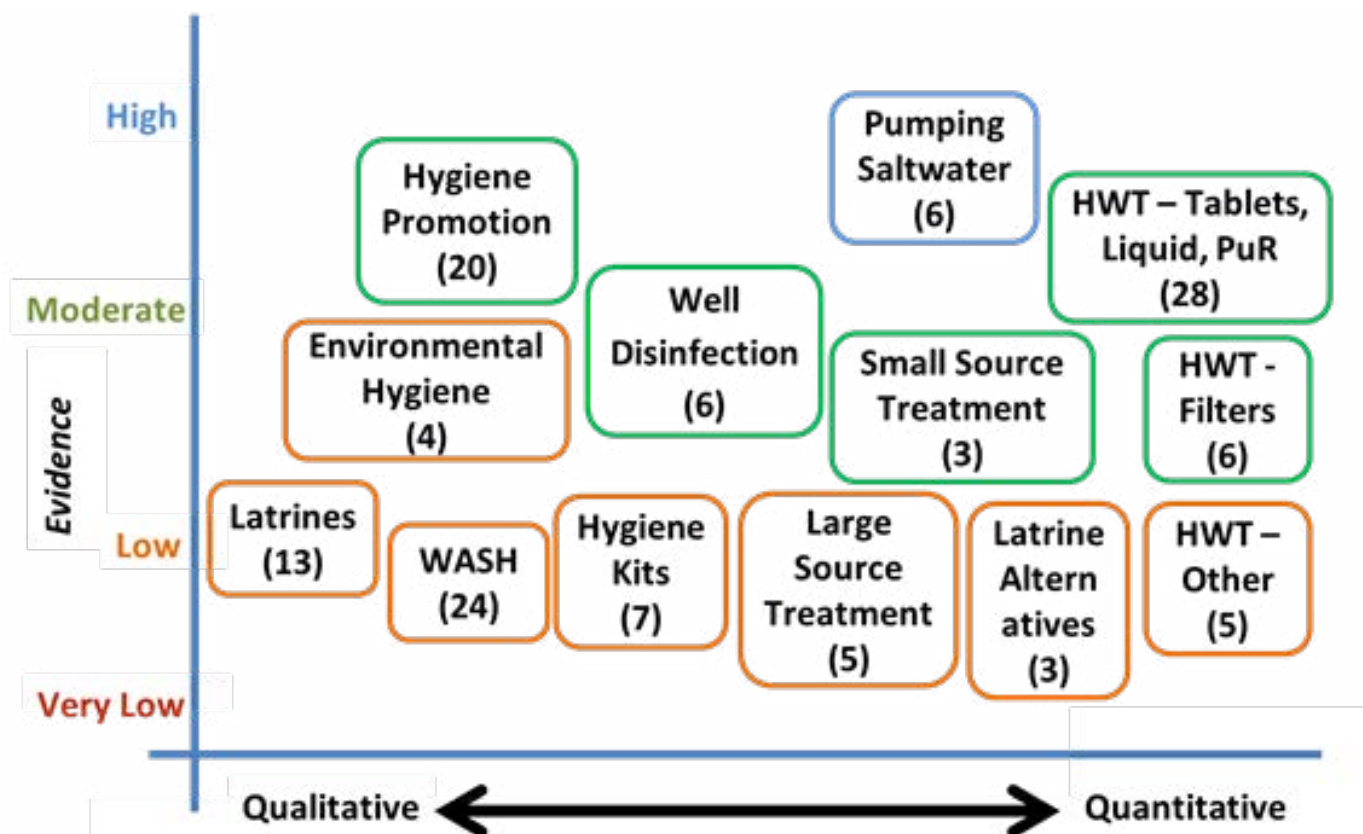 High
Pumping
Saltwater
(6)
Hygiene
Promotion
(20)
HWT – Tablets,
Liquid, PuR
(28)
Moderate
Well
Disinfection
(6)
Environmental
Hygiene
(4)
Small Source
Treatment
(3)
HWT -
Filters
(6)
Evidence
Low
Latrines
(13)
WASH
(24)
Hygiene
Kits
(7)
Large
Source
Treatment
(5)
Latrine
Altern
atives
(3)
HWT –
Other
(5)
Very Low
Qualitative
Quantitative